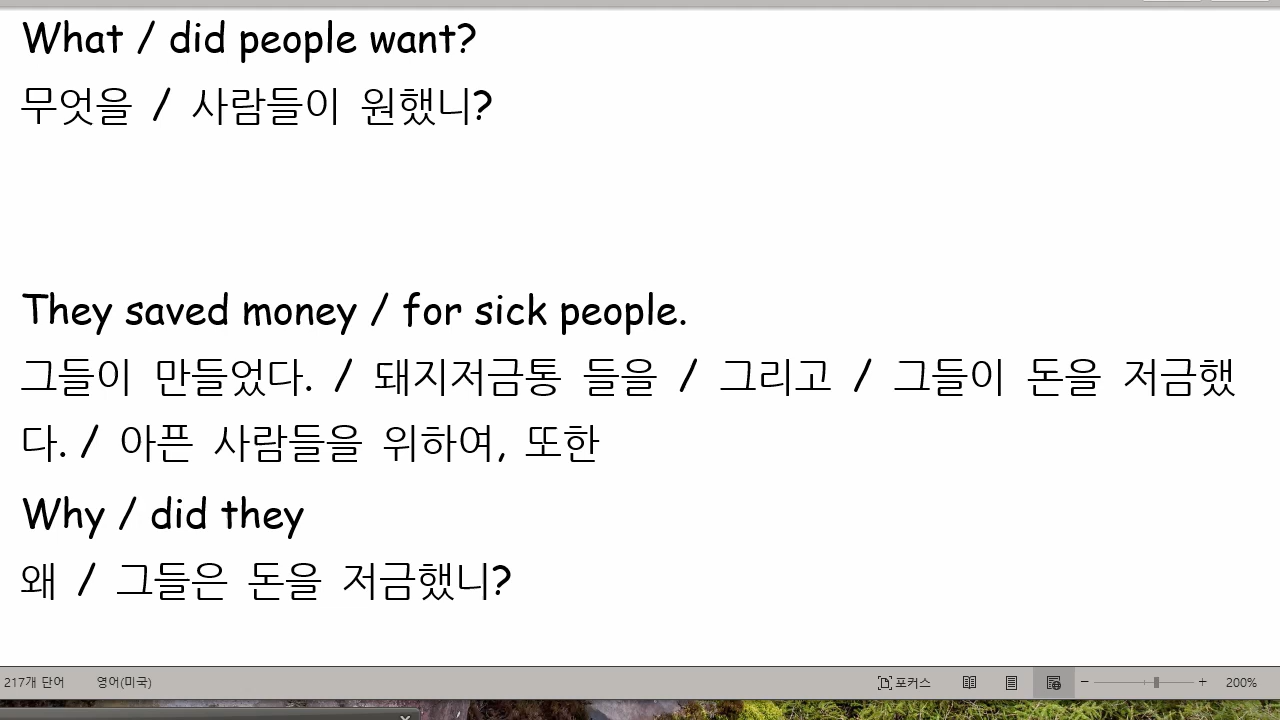 What / did people want?
무엇을 / 사람들이 원했니?
They saved money / for sick people.
그들이 만들었다. / 돼지저금통 들을 / 그리고 / 그들이 돈을 저금했
다. / 아픈 사람들을 위하여, 또한
Why / did they
왜 / 그들은 돈을 저금했니?
217개 단어 영어(미국) 포커스 200%